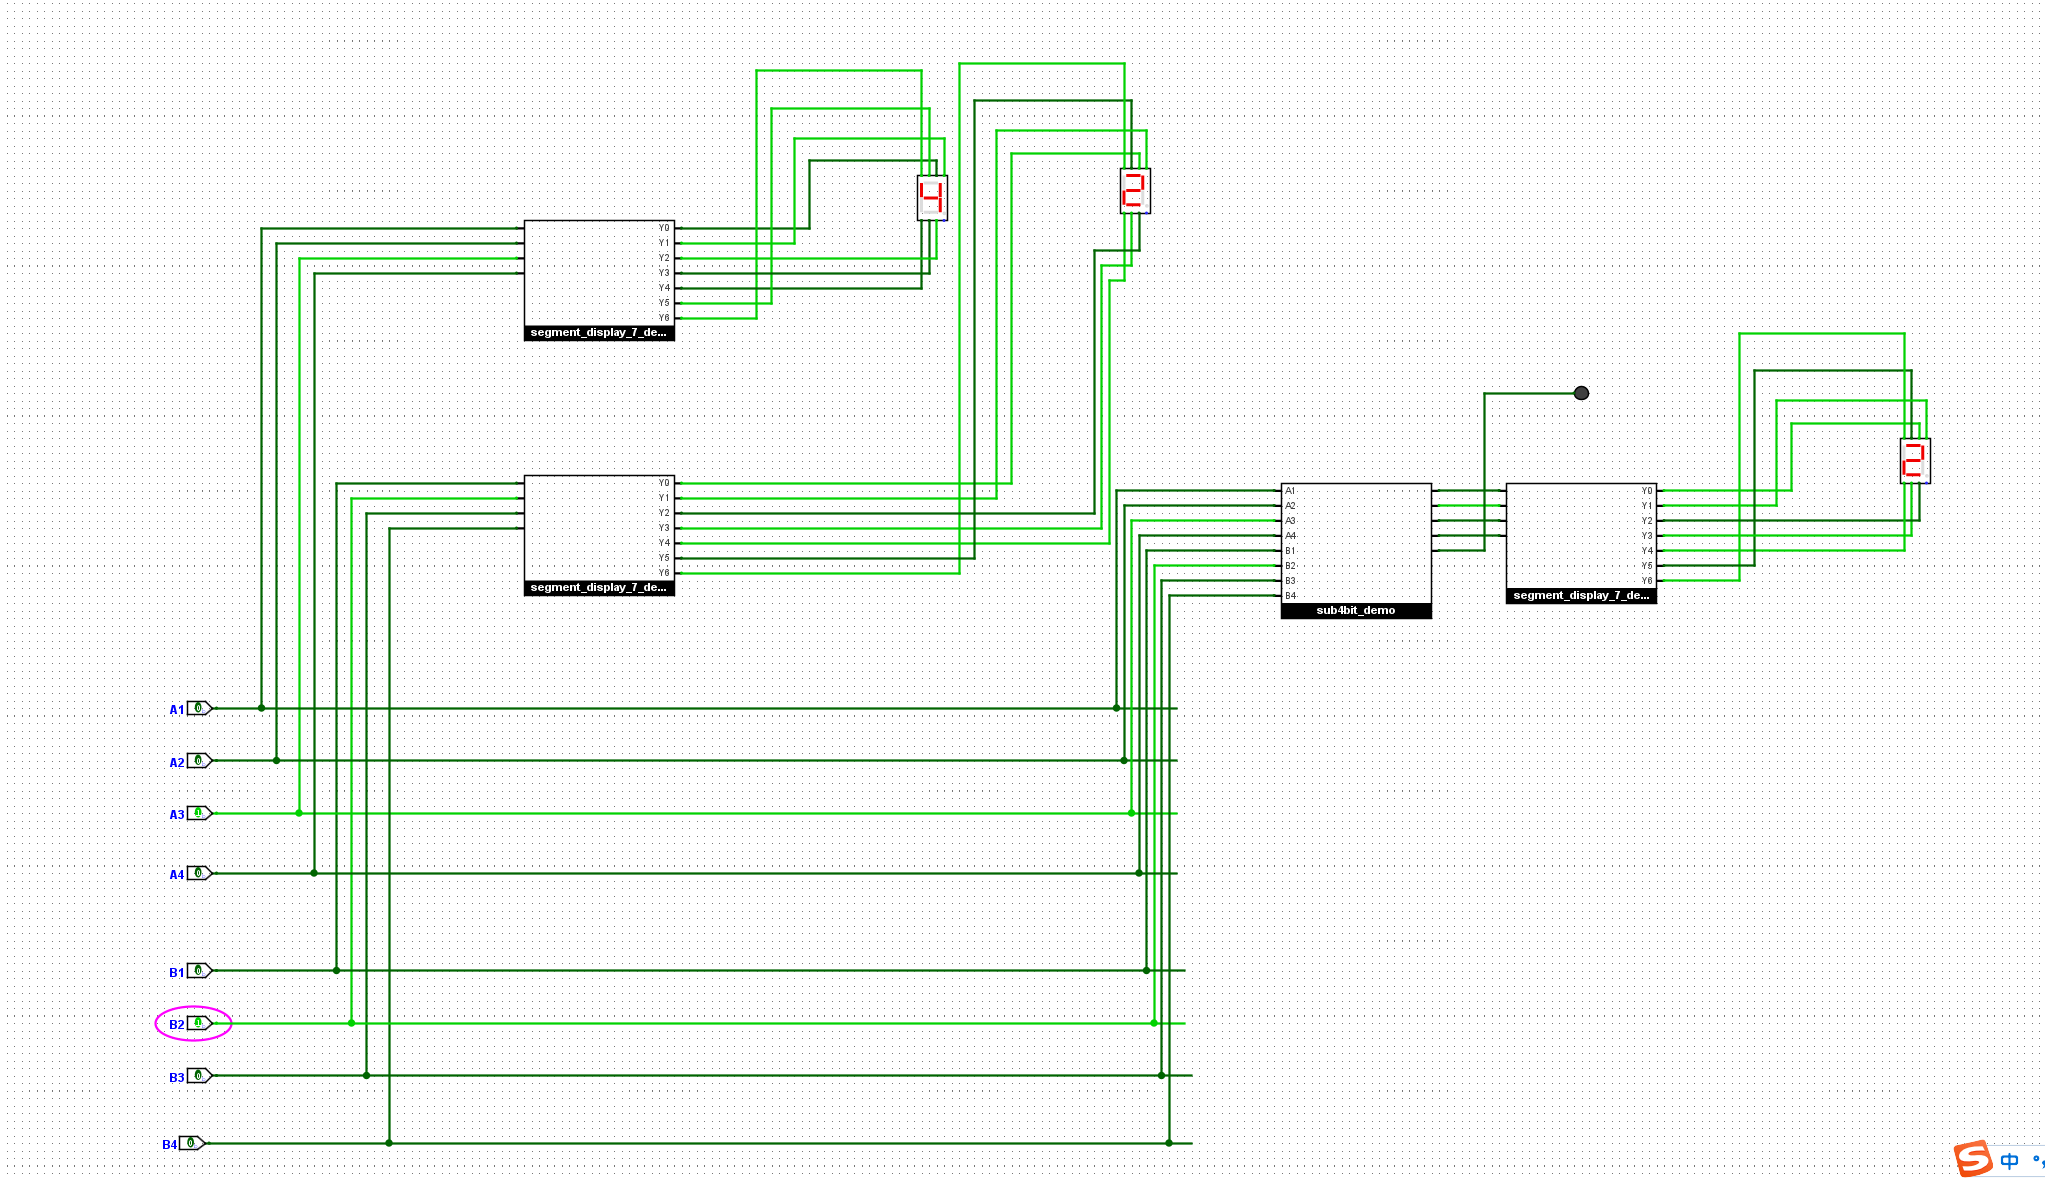 Y0
Y1
Y2
Y3
Y4
Y5
Y6
segment_display_7_de...
Y0
Y1
Y2
Y3
Y4
Y5
Y6
segment_display_7_de...
A1
A2
A3
A4
B1
B2
B3
B4
sub4bit_demo
Y0
Y1
Y2
Y3
Y4
Y5
Y6
segment_display_7_de...
4
2
2
A1 0
A2 0
A3 1
A4 0
B1 0
B2 1
B3 0
B4 0
S 中 °,